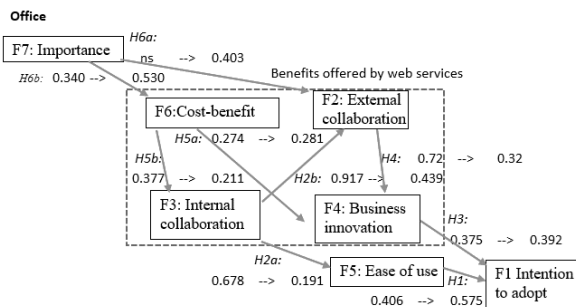 Office
H6a:
F7: Importance
ns --> 0.403
H6b: 0.340 --> 0.530
Benefits offered by web services
F6:Cost-benefit
F2: External
collaboration
H5a: 0.274 --> 0.281
H5b:
0.377 --> 0.211
H4: 0.72 --> 0.32
H2b: 0.917 --> 0.439
F3: Internal
collaboration
F4: Business
innovation
H3:
0.375 --> 0.392
H2a:
0.678 --> 0.191
F5: Ease of use
F1 Intention
to adopt
H1:
0.406 --> 0.575